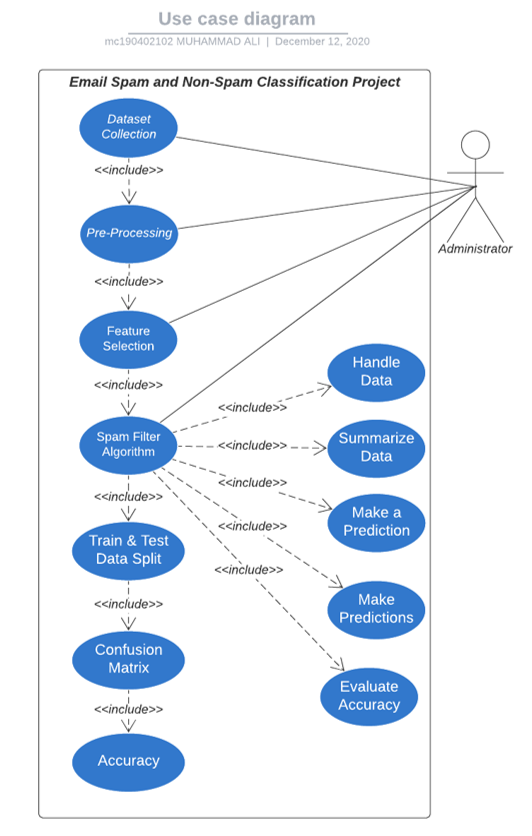 Use case diagram
mc190402102 MUHAMMAD ALI | December 12, 2020
Email Spam and Non-Spam Classification Project
Dataset
Collection
<<include>>
Pre-Processing
Administrator
<<include>>
Feature
Selection
Handle
Data
<<include>>
<<include>>
Spam Filter
Algorithm
<<include>>
Summarize
Data
<<include>>
<<include>>
Make a
Prediction
<<include>>
Train & Test
Data Split
<<include>>
Make
Predictions
<<include>>
Confusion
Matrix
Evaluate
Accuracy
<<include>>
Accuracy